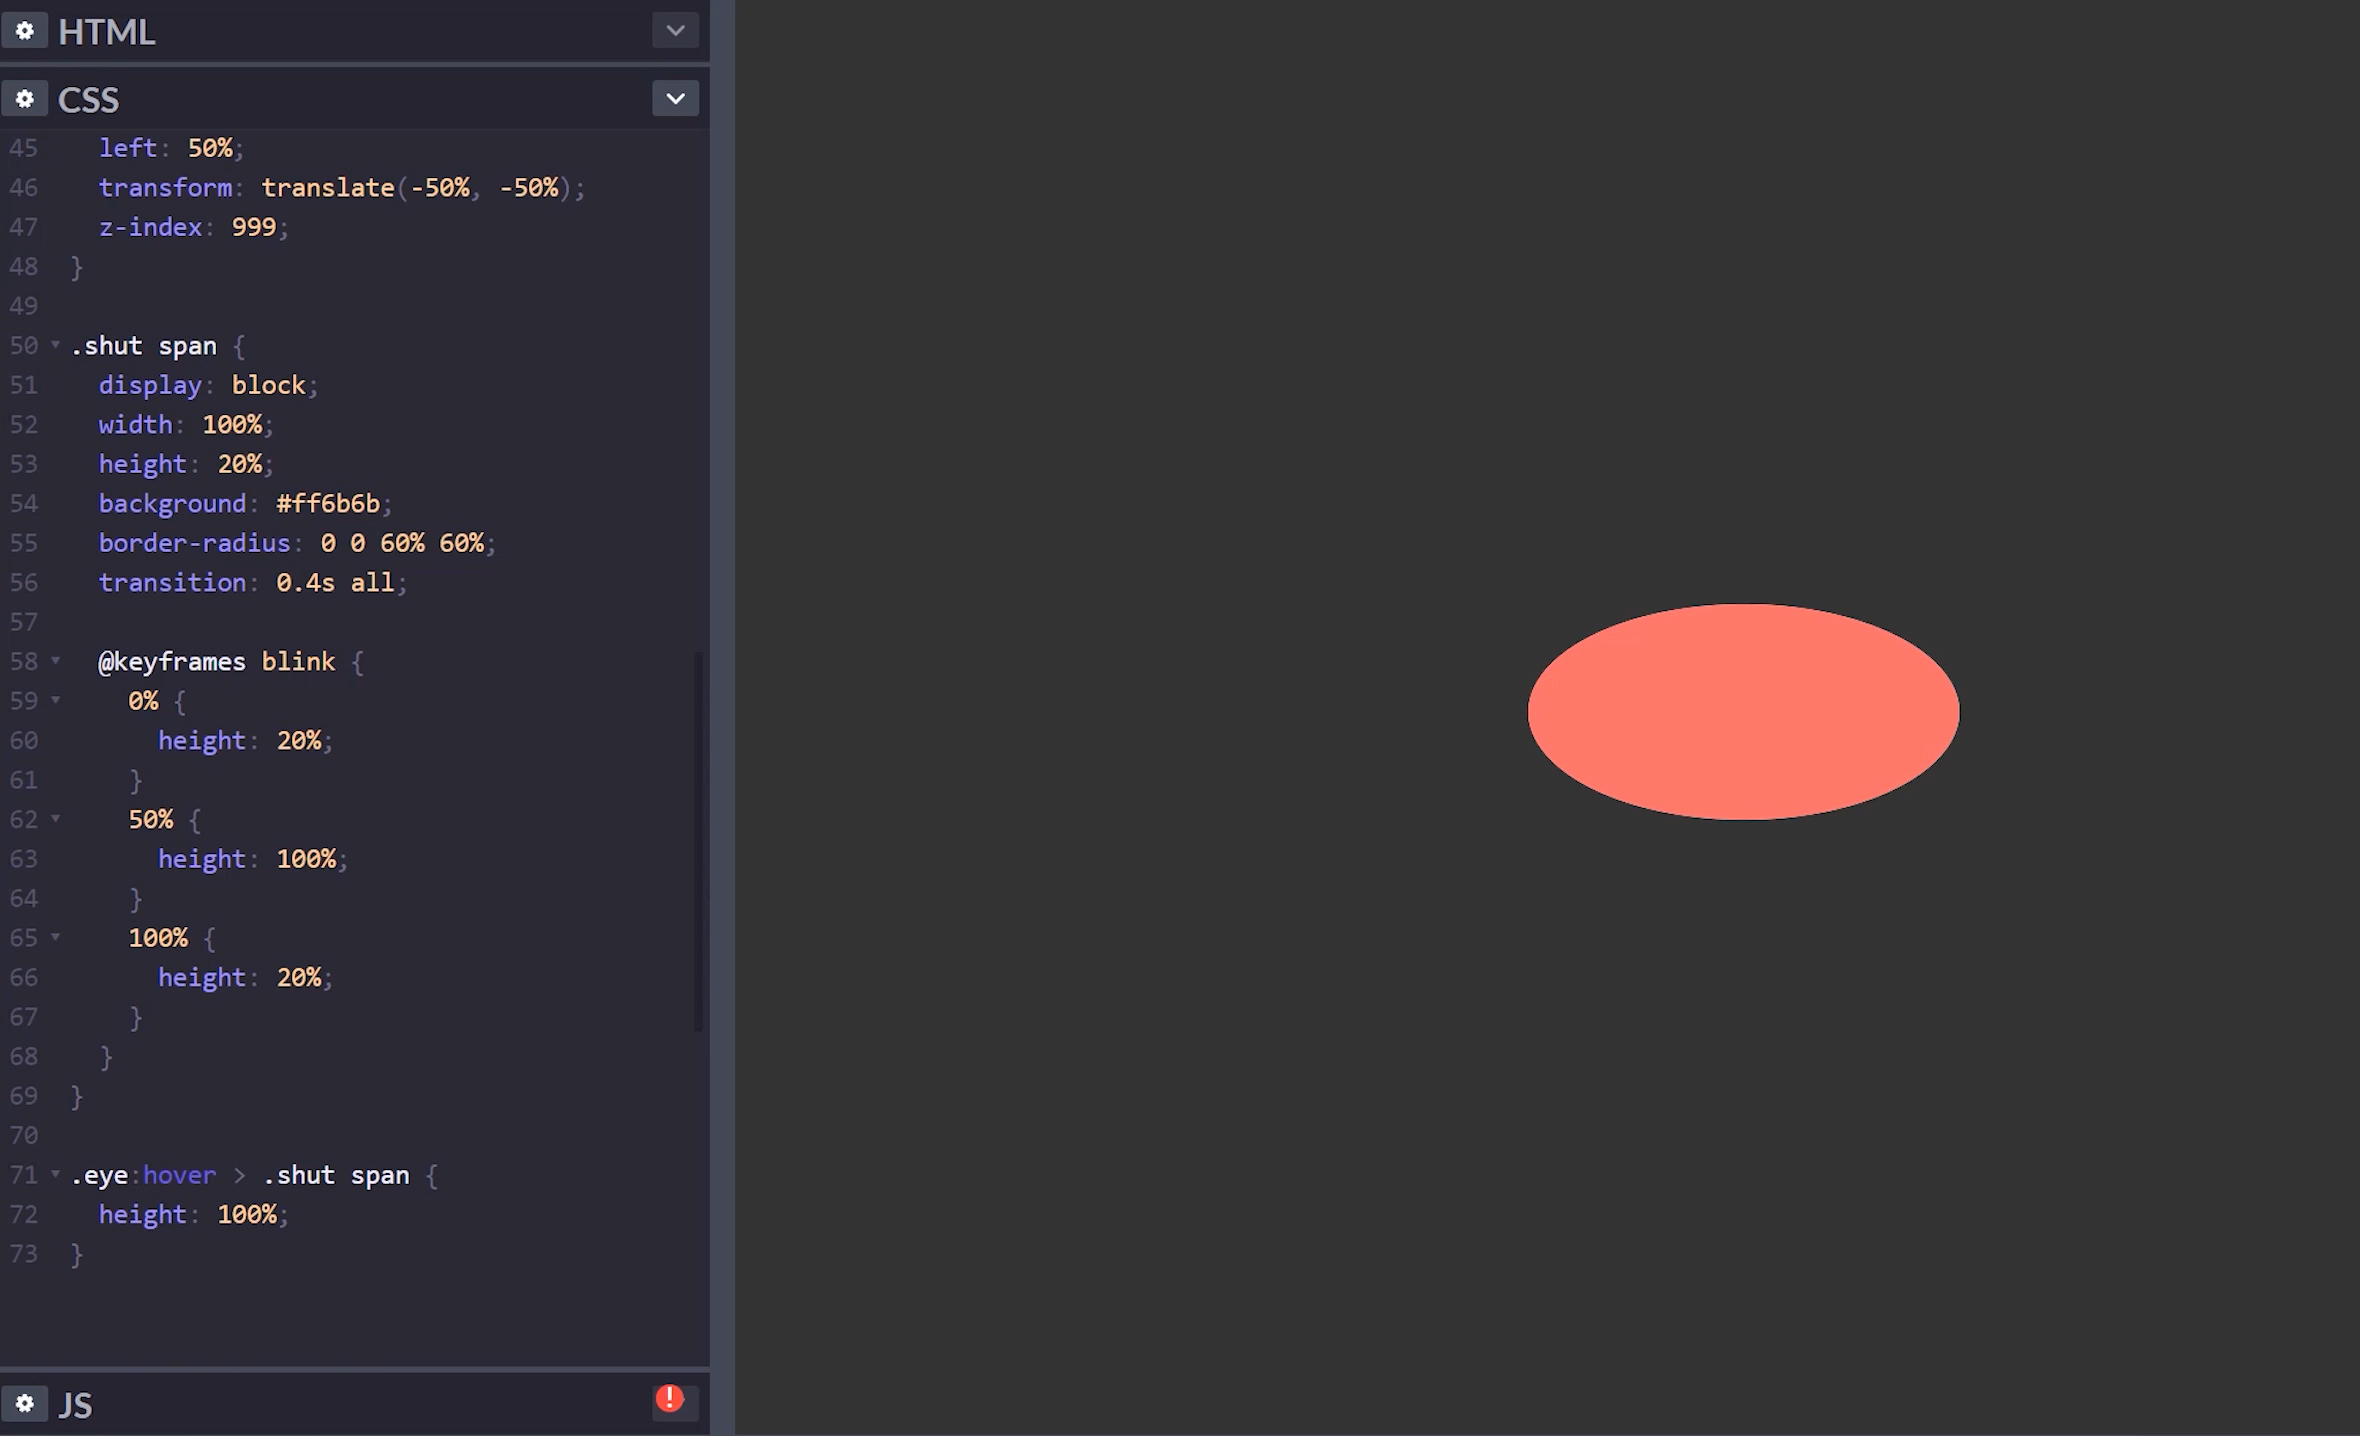 HTML
CSS
45 left: 50%;
46 transform: translate(-50%, -50%);
47 z-index: 999;
48 }
49
50 .shut span {
51 display: block;
52 width: 100%;
53 height: 20%;
54 background: #ff6b6b;
55 border-radius: 0 0 60% 60%;
56 transition: 0.4s all;
57
58 @keyframes blink {
59 0% {
60 height: 20%;
61 }
62 50% {
63 height: 100%;
64 }
65 100% {
66 height: 20%;
67 }
68 }
69 }
70
71 .eye:hover > .shut span {
72 height: 100%;
73 }
JS
!